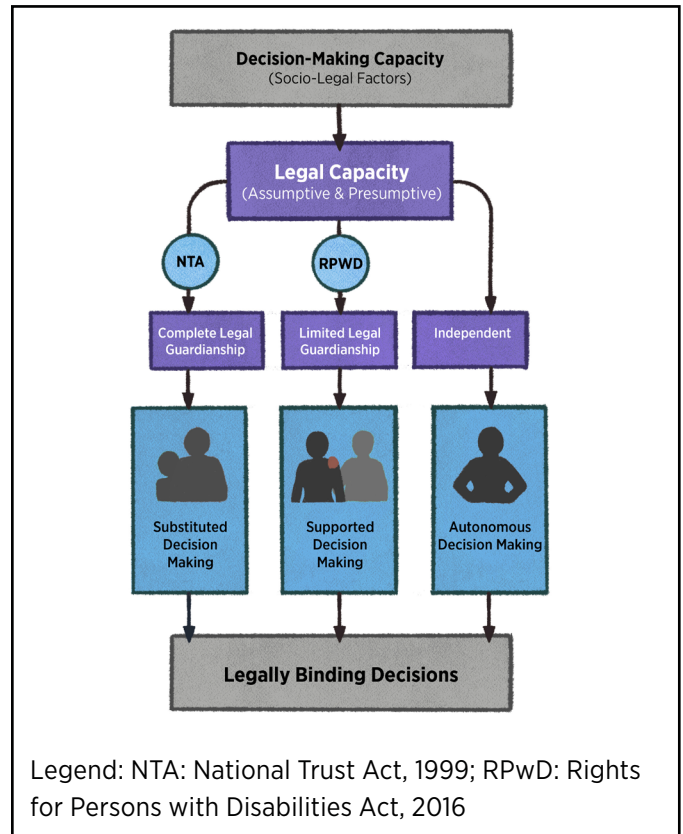 Decision-Making Capacity
(Socio-Legal Factors)
Legal Capacity
(Assumptive & Presumptive)
NTA
RPWD
Complete Legal
Guardianship
Limited Legal
Guardianship
Independent
Substituted
Decision
Making
Supported
Decision
Making
Autonomous
Decision Making
Legally Binding Decisions
Legend: NTA: National Trust Act, 1999; RPwD: Rights
for Persons with Disabilities Act, 2016